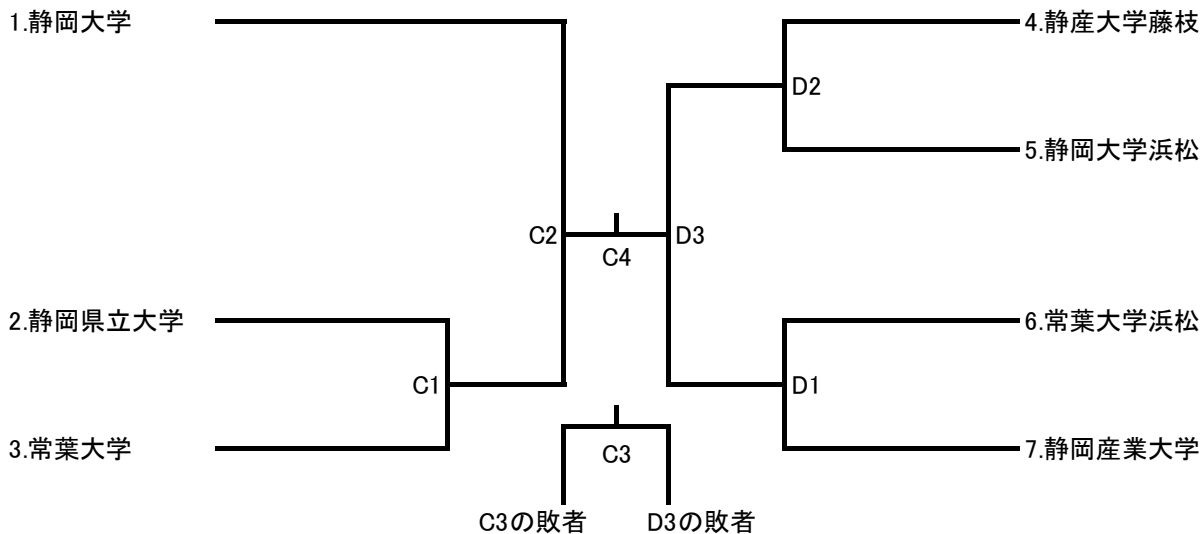 1.静岡大学
4.静産大学藤枝
D2
5.静岡大学浜松
C2
D3
C4
2.静岡県立大学
6.常葉大学浜松
C1
D1
3.常葉大学
C3
7.静岡産業大学
C3の敗者
D3の敗者